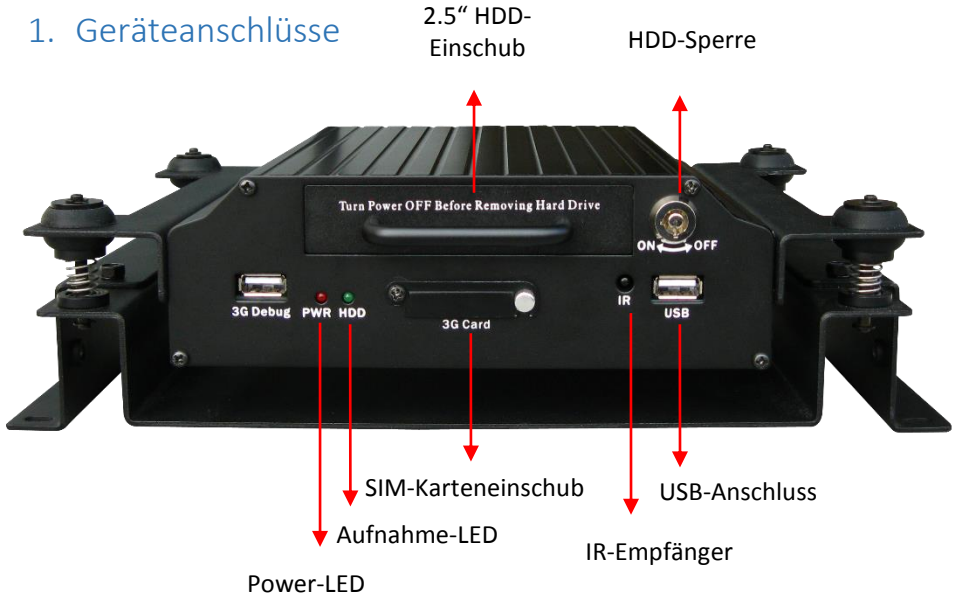 1. Geräteanschlüsse
2.5“ HDD-
Einschub
HDD-Sperre
Turn Power OFF Before Removing Hard Drive
ON OFF
3G Debug PWR HDD
3G Card
IR
USB
SIM-Karteneinschub
USB-Anschluss
Aufnahme-LED
IR-Empfänger
Power-LED